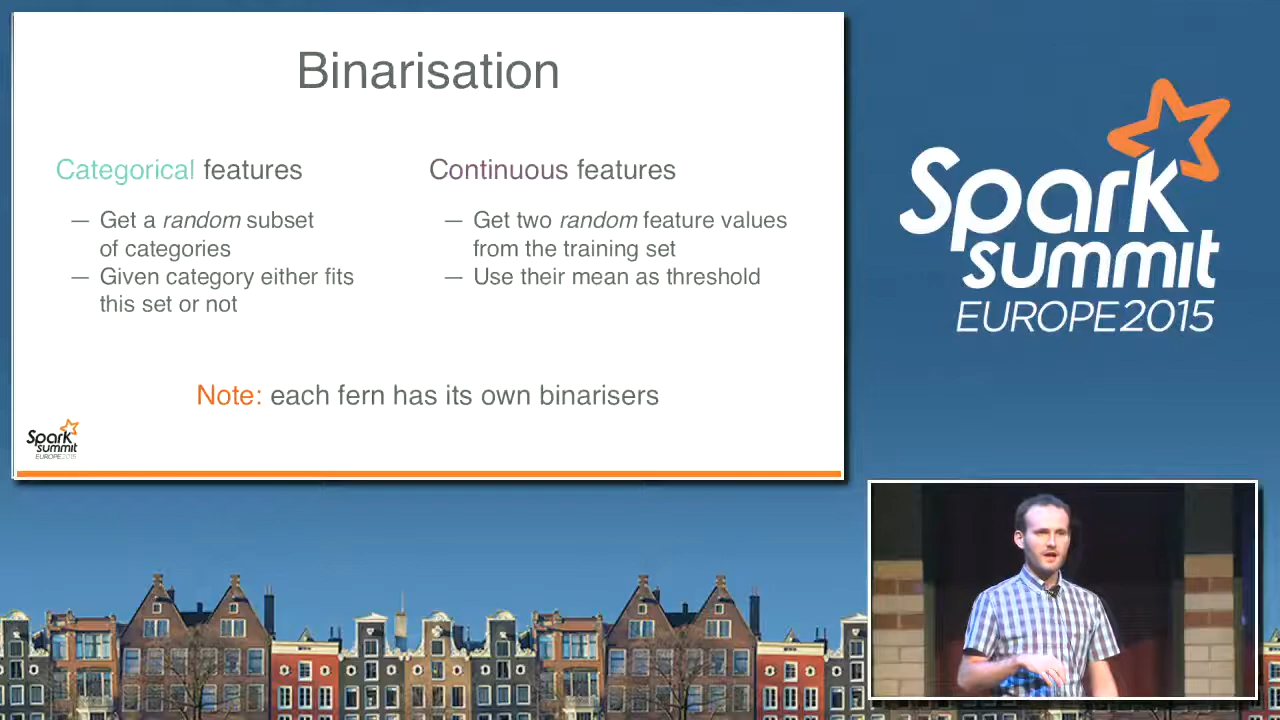 Binarisation
Categorical features
— Get a random subset
of categories
— Given category either fits
this set or not
Continuous features
— Get two random feature values
from the training set
— Use their mean as threshold
Note: each fern has its own binarisers
Spark
summit
EUROPE 2015
Spark
summit
EUROPE 2015